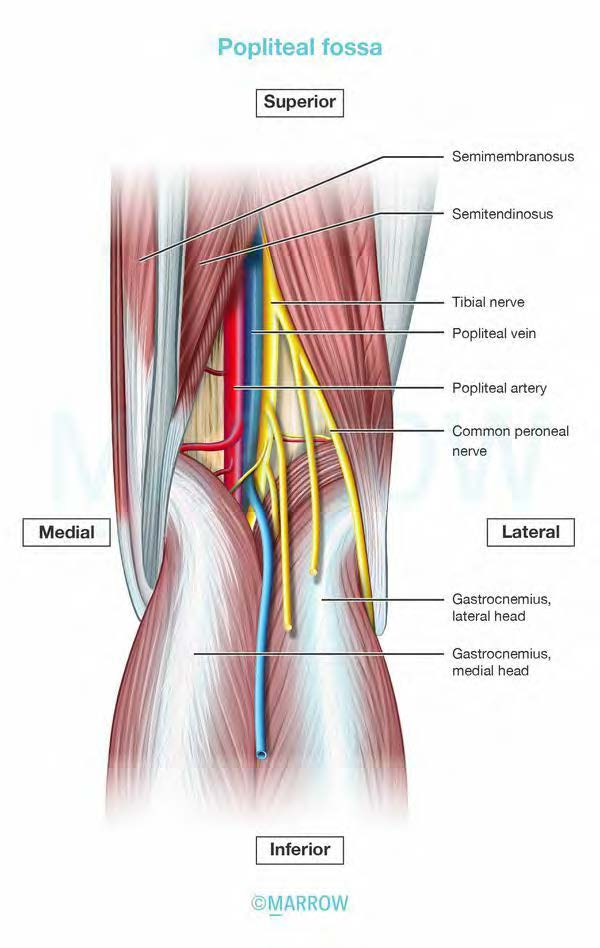 Popliteal fossa
Superior
Semimembranosus
Semitendinosus
Tibial nerve
Popliteal vein
Popliteal artery
Common peroneal
nerve
MARROW
Medial
Lateral
Gastrocnemius,
lateral head
Gastrocnemius,
medial head
Inferior
©MARROW